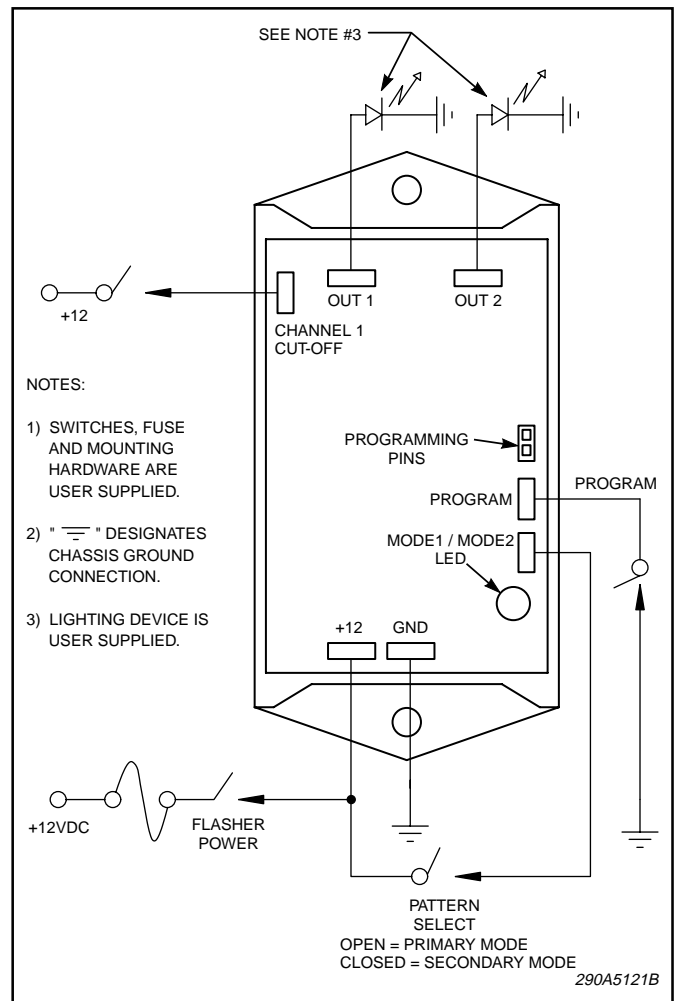 SEE NOTE #3
OUT 1
OUT 2
+12
CHANNEL 1
CUT-OFF
NOTES:
1) SWITCHES, FUSE
AND MOUNTING
HARDWARE ARE
USER SUPPLIED.
2) " " DESIGNATES
CHASSIS GROUND
CONNECTION.
3) LIGHTING DEVICE IS
USER SUPPLIED.
PROGRAMMING
PINS
PROGRAM
PROGRAM
MODE1 / MODE2
LED
+12
GND
+12VDC
FLASHER
POWER
PATTERN
SELECT
OPEN = PRIMARY MODE
CLOSED = SECONDARY MODE
290A5121B